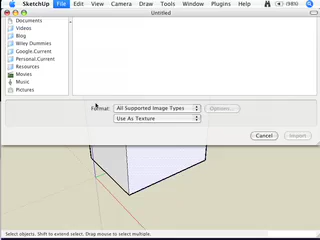 SketchUp File Edit View Camera Draw Tools Window Plugins Help (98%)
Untitled
Documents
Videos
Blog
Wiley Dummies
Google.Current
Personal.Current
Resources
Movies
Music
Pictures
Format: All Supported Image Types Options...
Use As Texture
Cancel Import
Select objects. Shift to extend select. Drag mouse to select multiple.